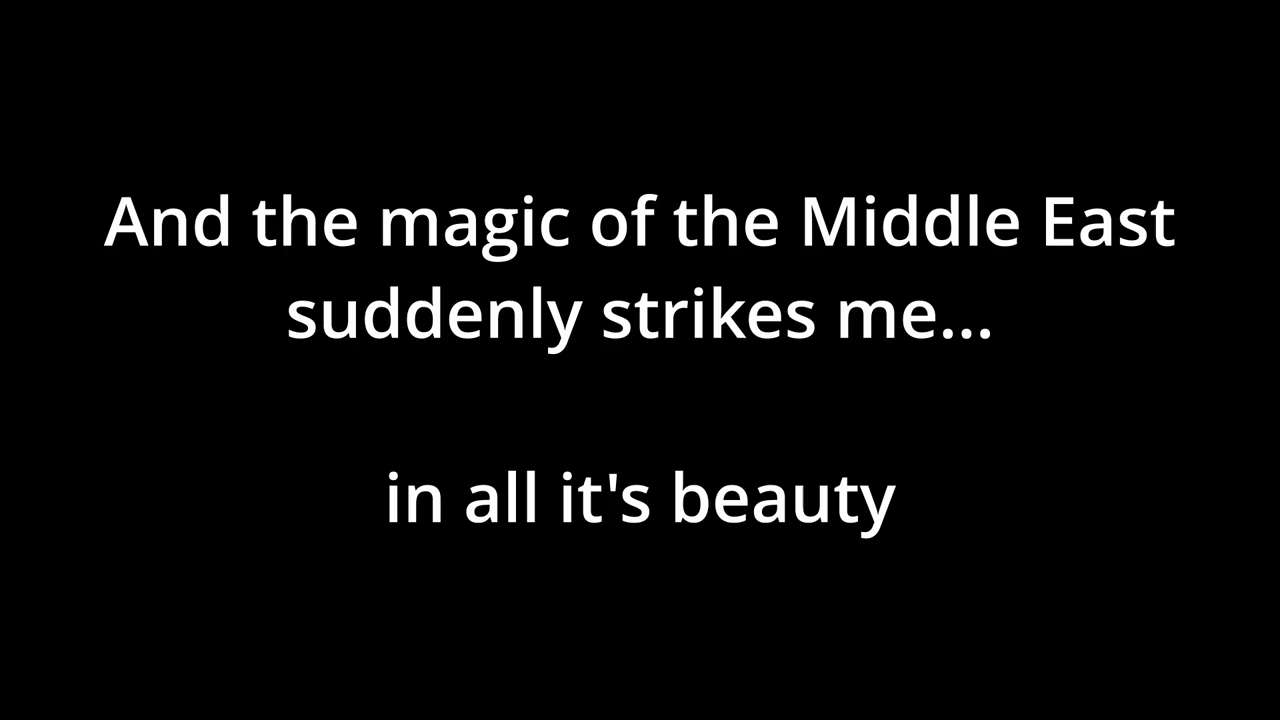 And the magic of the Middle East
suddenly strikes me...
in all it's beauty